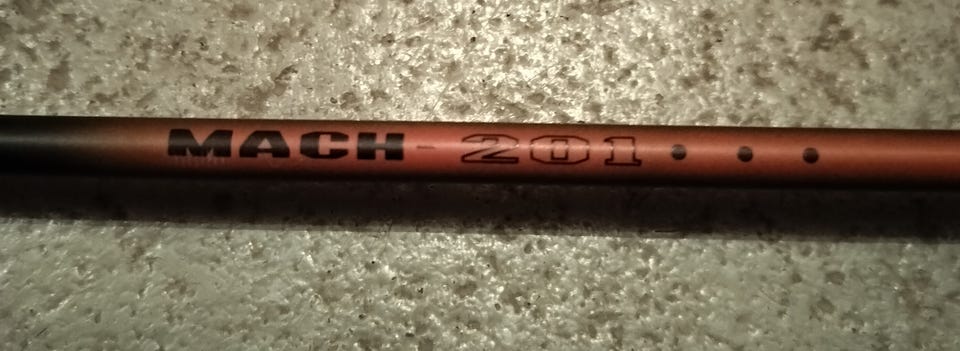 MACH - 201 • • •